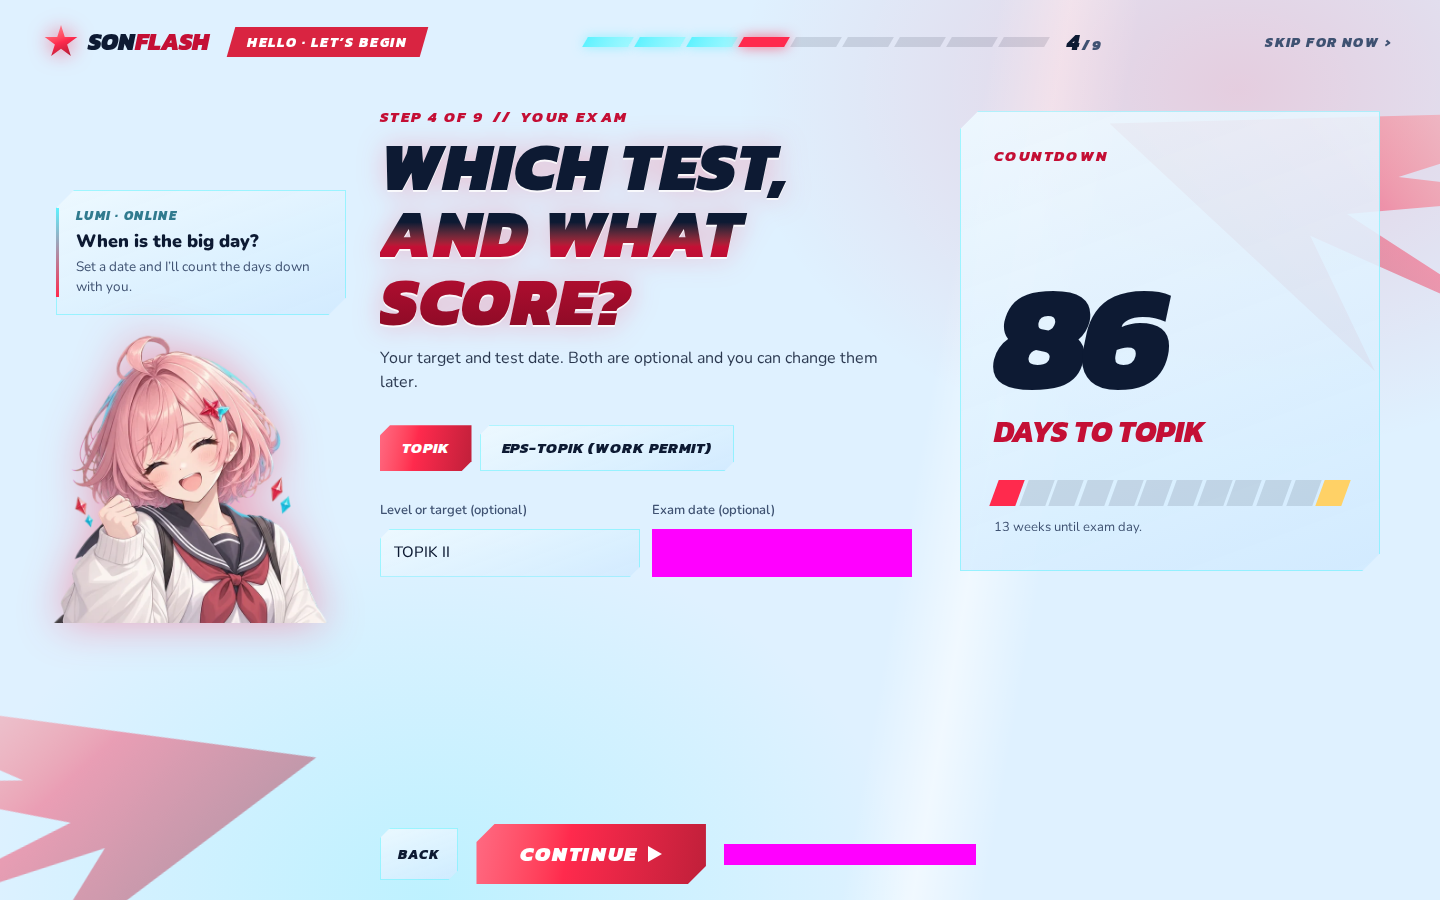 SONFLASH
HELLO · LET'S BEGIN
4/9
SKIP FOR NOW >
STEP 4 OF 9 // YOUR EXAM
WHICH TEST,
AND WHAT
SCORE?
Your target and test date. Both are optional and you can change them
later.
LUMI · ONLINE
When is the big day?
Set a date and I'll count the days down
with you.
TOPIK
EPS-TOPIK (WORK PERMIT)
Level or target (optional)
Exam date (optional)
TOPIK II
COUNTDOWN
86
DAYS TO TOPIK
13 weeks until exam day.
BACK
CONTINUE